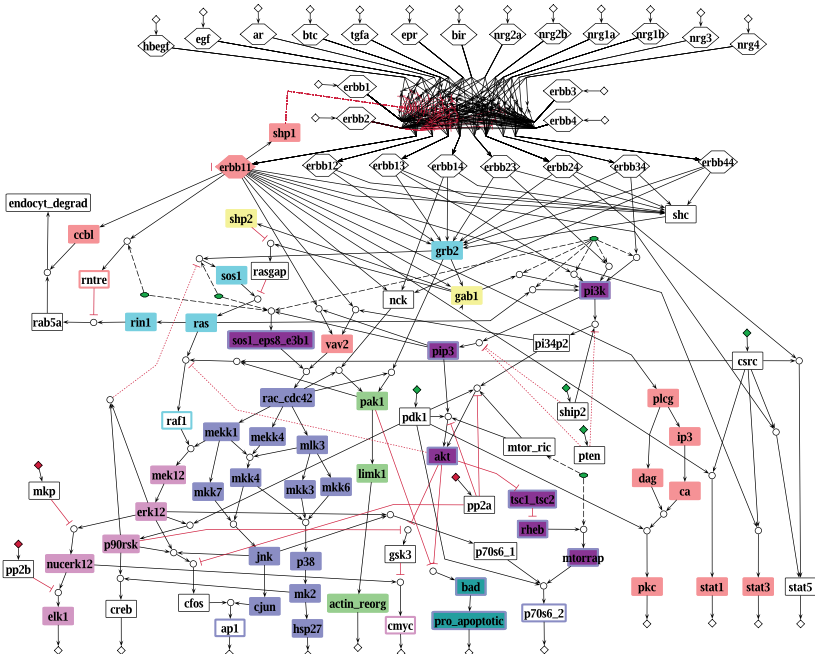 hbegf
egf
ar
btc
tgfa
epr
bir
nrg2a
nrg2b
nrg1a
nrg1b
nrg3
nrg4
erbb1
erbb3
erbb2
erbb4
shp1
erbb11
erbb12
erbb13
erbb14
erbb23
erbb24
erbb34
erbb44
endocyt_degrad
shp2
shc
ccbl
grb2
rntre
sos1
rasgap
nck
gab1
pi3k
rab5a
rin1
ras
sos1_eps8_e3b1
vav2
pip3
pi34p2
csrc
rac_cdc42
pak1
plcg
raf1
mekk1
mekk4
mlk3
pdk1
ship2
mtor_ric
ip3
pten
akt
mek12
mkk7
mkk4
mkk3
mkk6
limk1
dag
ca
mkp
pp2a
tsc1_tsc2
erk12
rheb
p90rsk
pp2b
nucerk12
jnk
p38
gsk3
p70s6_1
mtorrap
mkk2
bad
pkc
stat1
stat3
stat5
elk1
creb
cfos
cjun
mk2
actin_reorg
cmyc
pro_apoptotic
p70s6_2
ap1
hsp27